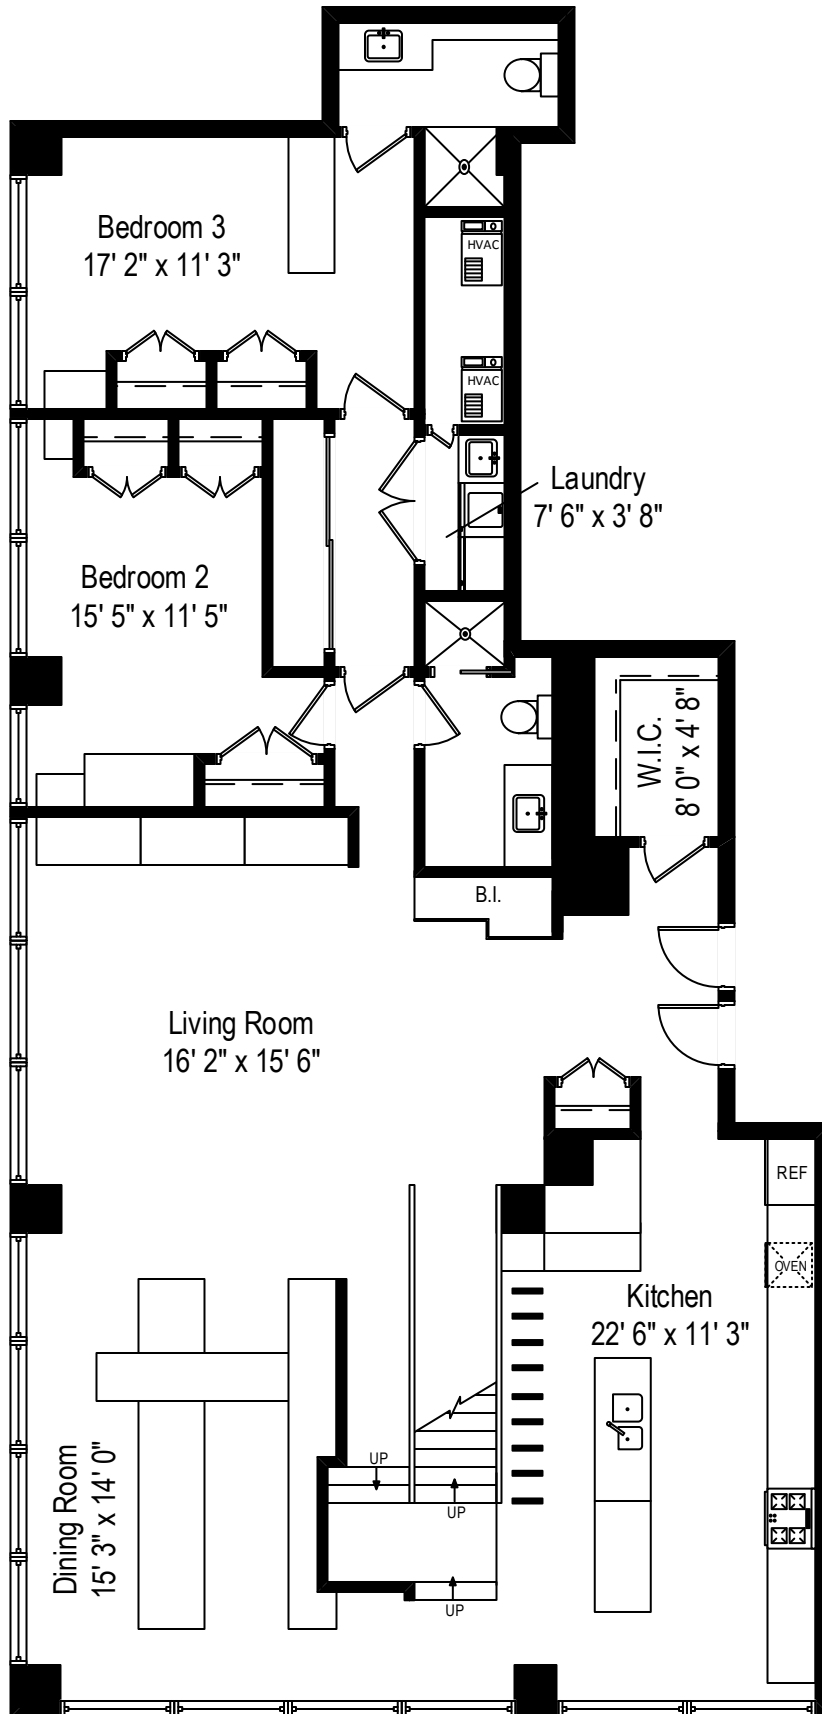 Bedroom 3
17' 2" x 11' 3"
HVAC
HVAC
Laundry
7' 6" x 3' 8"
Bedroom 2
15' 5" x 11' 5"
W.I.C.
8' 0" x 4' 8"
B.I.
Living Room
16' 2" x 15' 6"
REF
OVEN
Kitchen
22' 6" x 11' 3"
Dining Room
15' 3" x 14' 0"
UP
UP
UP